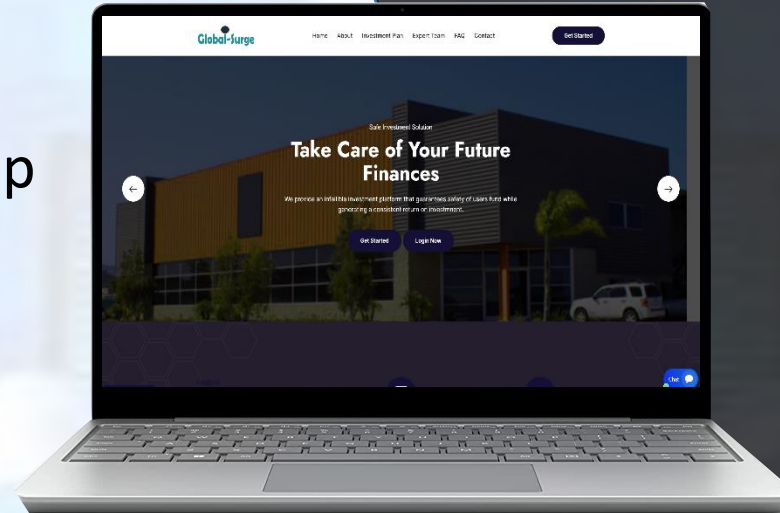 Global-Surge
Home About Investment Plan Expert Team FAQ Contact
Get Started
Safe Investment Solution
Take Care of Your Future
Finances
p
We provide an infallible investment platform that guarantees safety of users fund while
generating a consistent return on investment.
Get Started Login Now
Chat